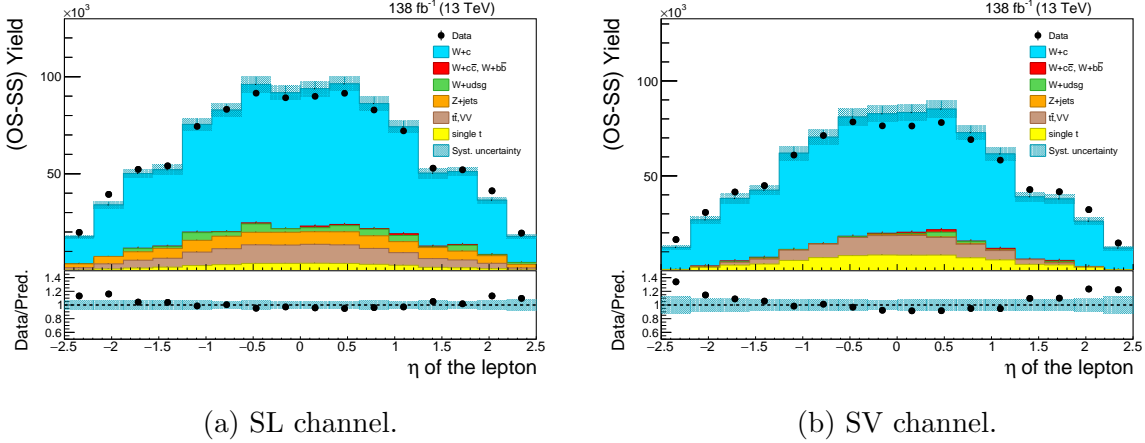 138 fb⁻¹ (13 TeV)
×10³
(OS-SS) Yield
100
50
Data
W+c
W+cc̄, W+bb̄
W+udsg
Z+jets
tt̄,VV
single t
Syst. uncertainty
Data/Pred.
1.4
1.2
1
0.8
0.6
−2.5 −2 −1.5 −1 −0.5 0 0.5 1 1.5 2 2.5
η of the lepton
(a) SL channel.
138 fb⁻¹ (13 TeV)
×10³
(OS-SS) Yield
100
50
Data
W+c
W+cc̄, W+bb̄
W+udsg
Z+jets
tt̄,VV
single t
Syst. uncertainty
Data/Pred.
1.4
1.2
1
0.8
0.6
−2.5 −2 −1.5 −1 −0.5 0 0.5 1 1.5 2 2.5
η of the lepton
(b) SV channel.